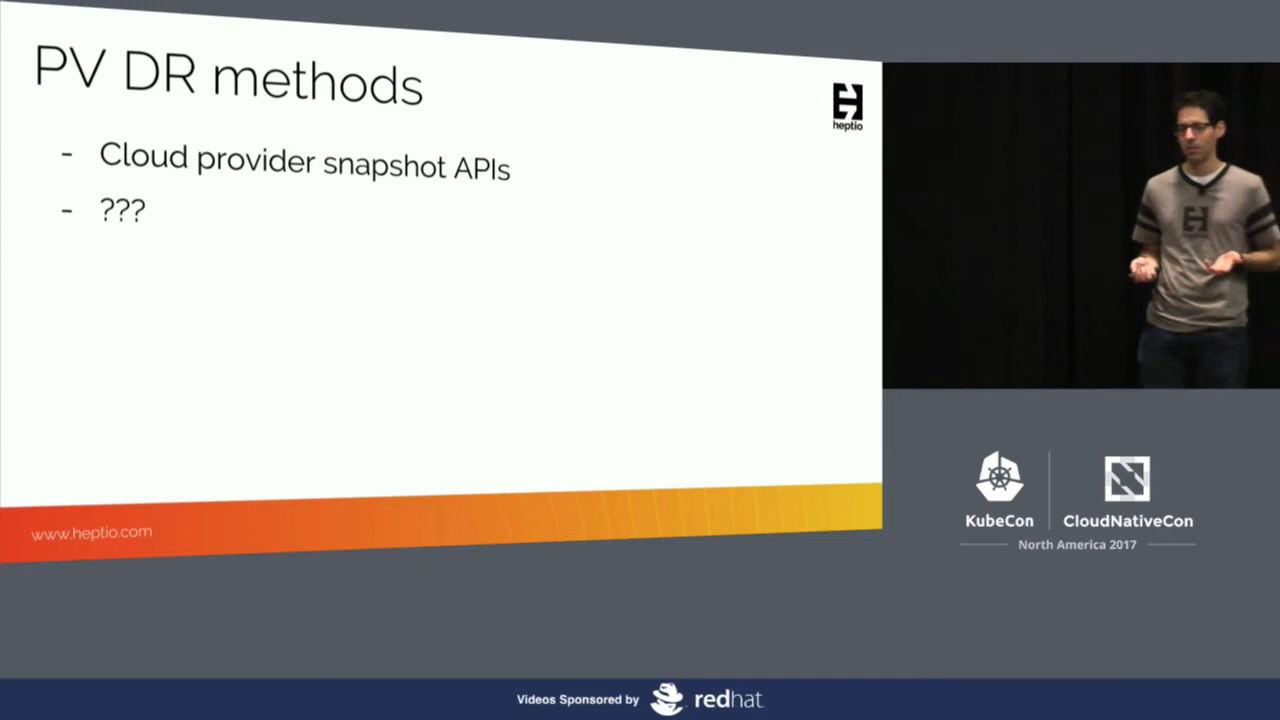 PV DR methods
heptio
- Cloud provider snapshot APIs
- ???
www.heptio.com
KubeCon
CloudNativeCon
North America 2017
Videos Sponsored by
redhat